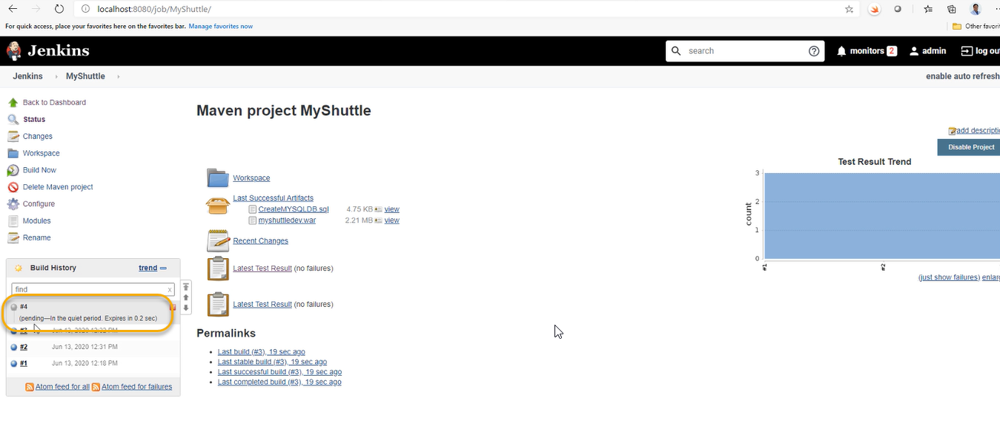 localhost:8080/job/MyShuttle/
For quick access, place your favorites here on the favorites bar. Manage favorites now
Other favori
Jenkins
search
monitors 2
admin
log ou
Jenkins
MyShuttle
enable auto refresh
Back to Dashboard
Status
Changes
Workspace
Build Now
Delete Maven project
Configure
Modules
Rename
Build History
trend
find
x
#4
(pending—In the quiet period. Expires in 0.2 sec)
#3 Jun 13, 2020 12:32 PM
#2 Jun 13, 2020 12:31 PM
#1 Jun 13, 2020 12:18 PM
Atom feed for all Atom feed for failures
Maven project MyShuttle
add descriptio
Disable Project
Workspace
Last Successful Artifacts
CreateMYSQLDB.sql 4.75 KB view
myshuttledev.war 2.21 MB view
Recent Changes
Latest Test Result (no failures)
Latest Test Result (no failures)
Permalinks
Last build (#3), 19 sec ago
Last stable build (#3), 19 sec ago
Last successful build (#3), 19 sec ago
Last completed build (#3), 19 sec ago
Test Result Trend
3
2
1
0
count
#1
#2
(just show failures) enlarg